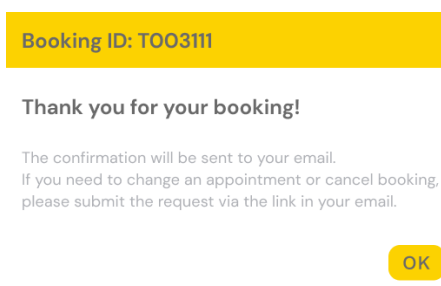 Booking ID: T003111
Thank you for your booking!
The confirmation will be sent to your email.
If you need to change an appointment or cancel booking,
please submit the request via the link in your email.
OK